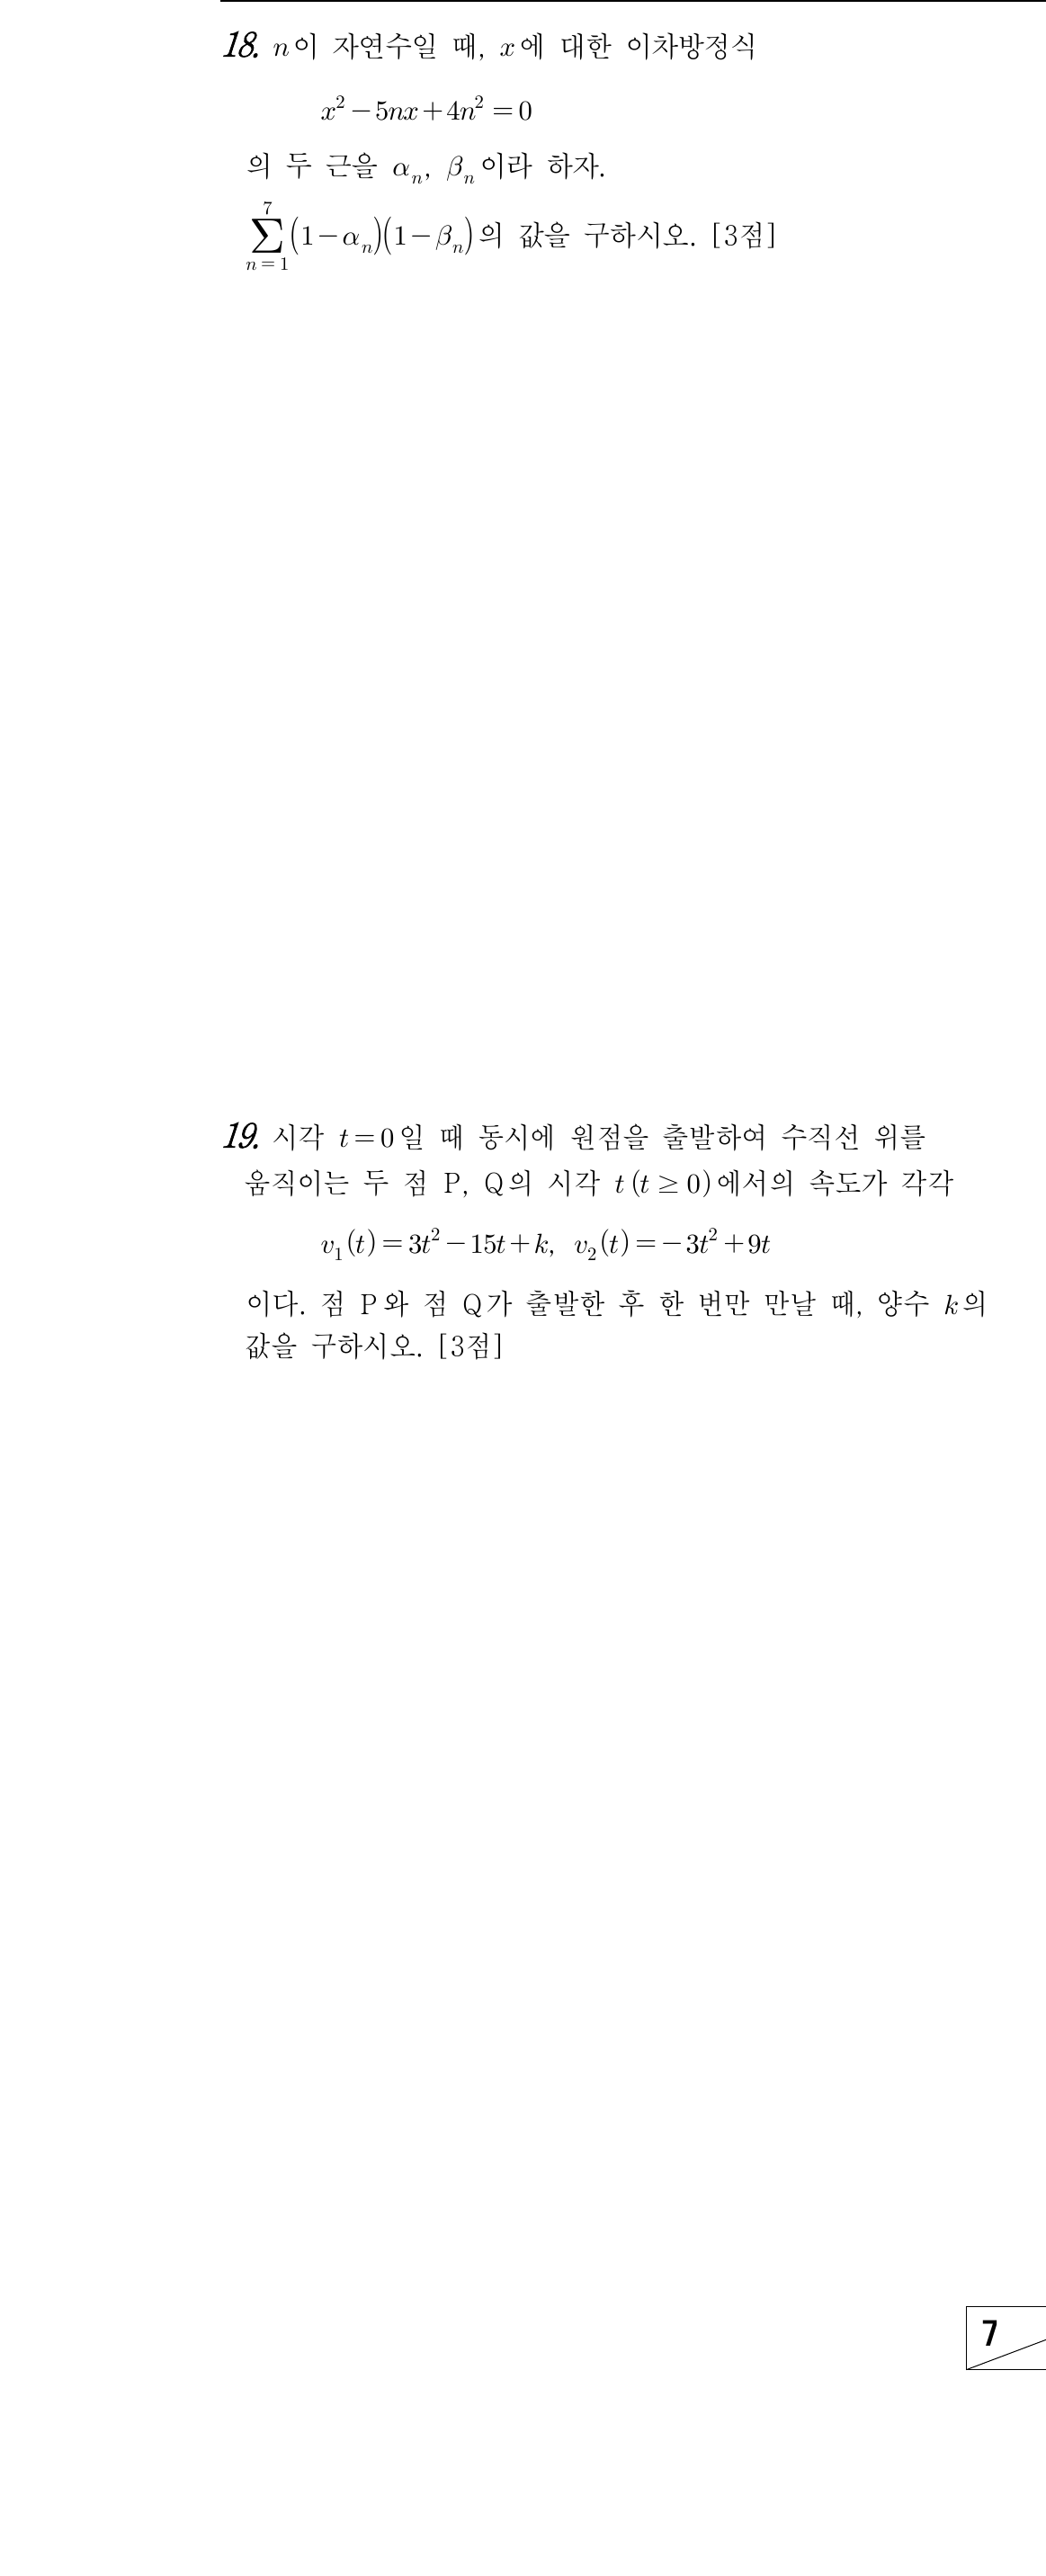 18. n이 자연수일 때, x에 대한 이차방정식
x² − 5nx + 4n² = 0
의 두 근을 αₙ, βₙ이라 하자.
∑_{n=1}^{7} (1 − αₙ)(1 − βₙ)의 값을 구하시오. [3점]
19. 시각 t = 0일 때 동시에 원점을 출발하여 수직선 위를
움직이는 두 점 P, Q의 시각 t (t ≥ 0)에서의 속도가 각각
v₁(t) = 3t² − 15t + k, v₂(t) = −3t² + 9t
이다. 점 P와 점 Q가 출발한 후 한 번만 만날 때, 양수 k의
값을 구하시오. [3점]
7